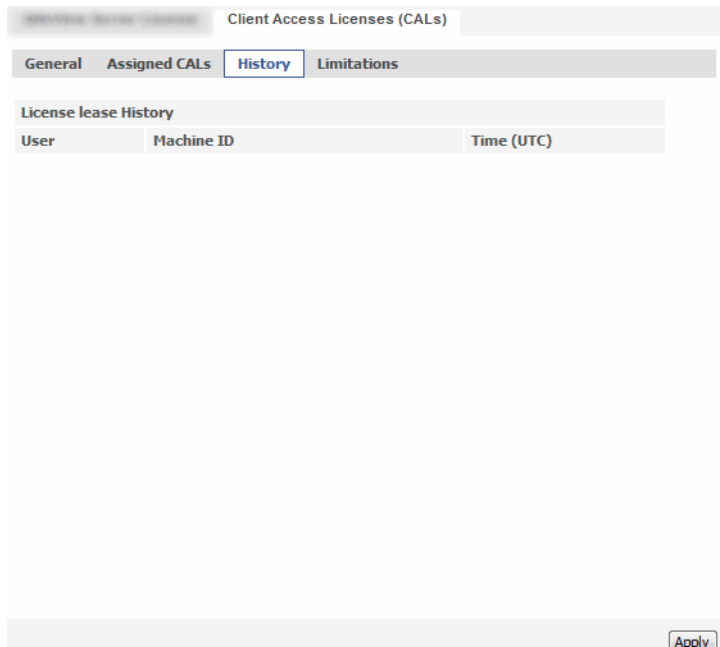 Client Access Licenses (CALs)
General Assigned CALs History Limitations
License lease History
User Machine ID Time (UTC)
Apply